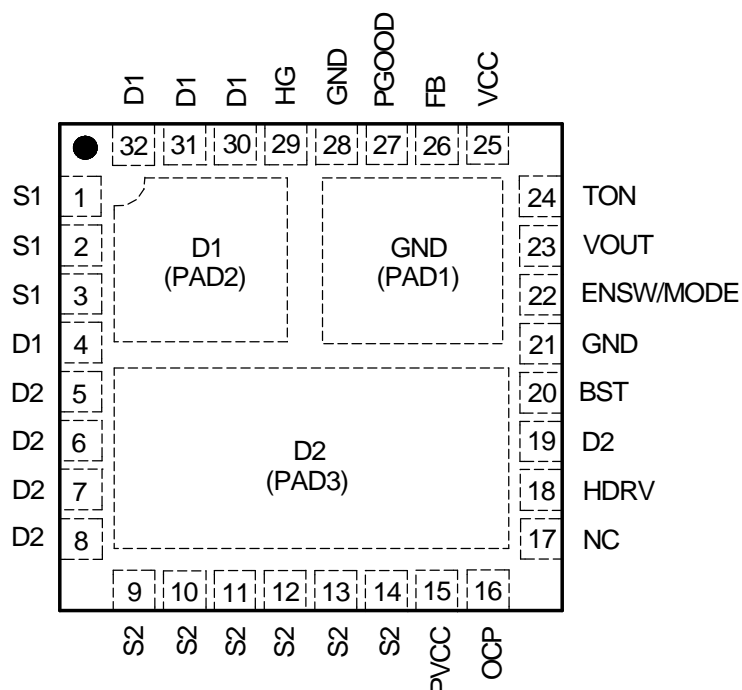 D1 D1 D1 HG GND PGOOD FB VCC
32 31 30 29 28 27 26 25
S1 1 24 TON
S1 2 23 VOUT
D1 GND
(PAD2) (PAD1)
S1 3 22 ENSW/MODE
D1 4 21 GND
D2 5 20 BST
D2 6 19 D2
D2
(PAD3)
D2 7 18 HDRV
D2 8 17 NC
9 10 11 12 13 14 15 16
S2 S2 S2 S2 S2 S2 PVCC OCP